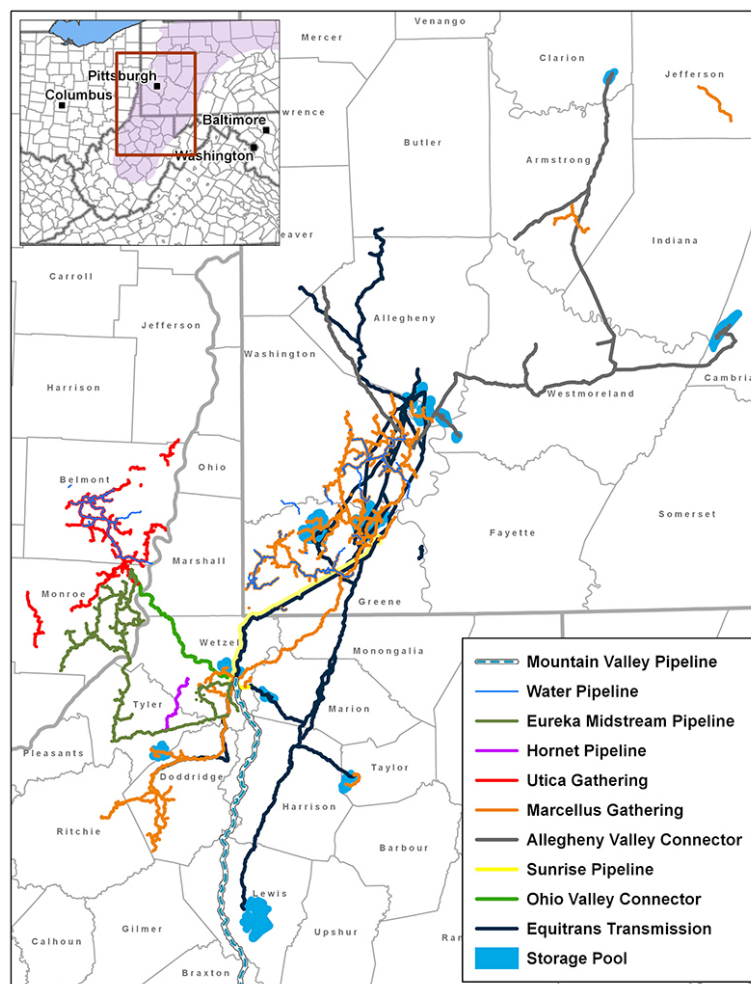 Venango
Mercer
Clarion
Pittsburgh
Jefferson
Columbus
wrence
Butler
Baltimore
Armstrong
Washington
eaver
Indiana
Carroll
Jefferson
Allegheny
Washington
Harrison
Westmoreland
Cambria
Ohio
Belmont
Somerset
Fayette
Marshall
Monroe
Greene
Wetzel
Monongalia
Tyler
Marion
Pleasants
Taylor
Doddridge
Harrison
Ritchie
Barbour
Lewis
Gilmer
Upshur
Ran
Calhoun
Braxton
Mountain Valley Pipeline
Water Pipeline
Eureka Midstream Pipeline
Hornet Pipeline
Utica Gathering
Marcellus Gathering
Allegheny Valley Connector
Sunrise Pipeline
Ohio Valley Connector
Equitrans Transmission
Storage Pool